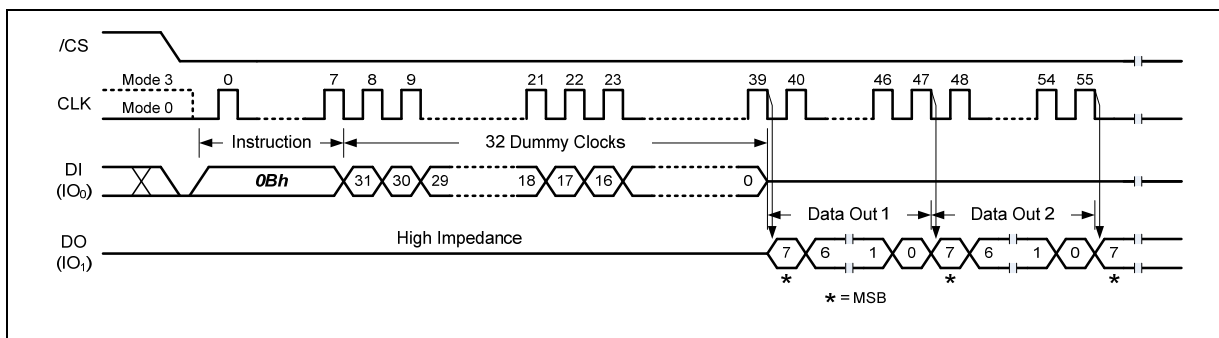 /CS
Mode 3 0 7 8 9 21 22 23 39 40 46 47 48 54 55
CLK
Mode 0
Instruction 32 Dummy Clocks
DI
(IO0)
0Bh 31 30 29 18 17 16 0
Data Out 1 Data Out 2
High Impedance
DO
(IO1)
7 6 1 0 7 6 1 0 7
* * *
* = MSB